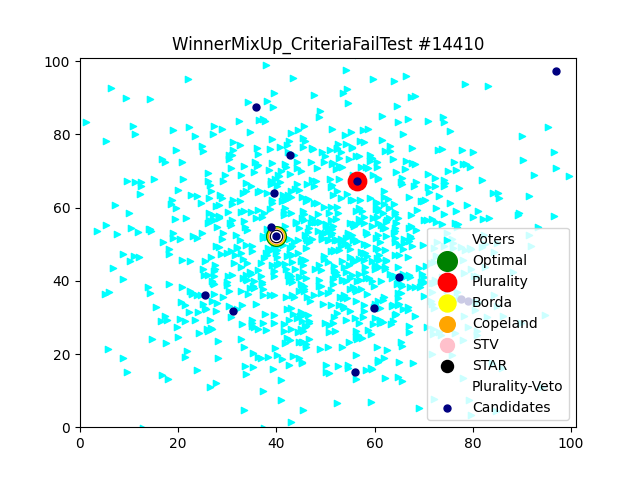 WinnerMixUp_CriteriaFailTest #14410
100
80
60
40
20
0
0
20
40
60
80
100
Voters
Optimal
Plurality
Borda
Copeland
STV
STAR
Plurality-Veto
Candidates